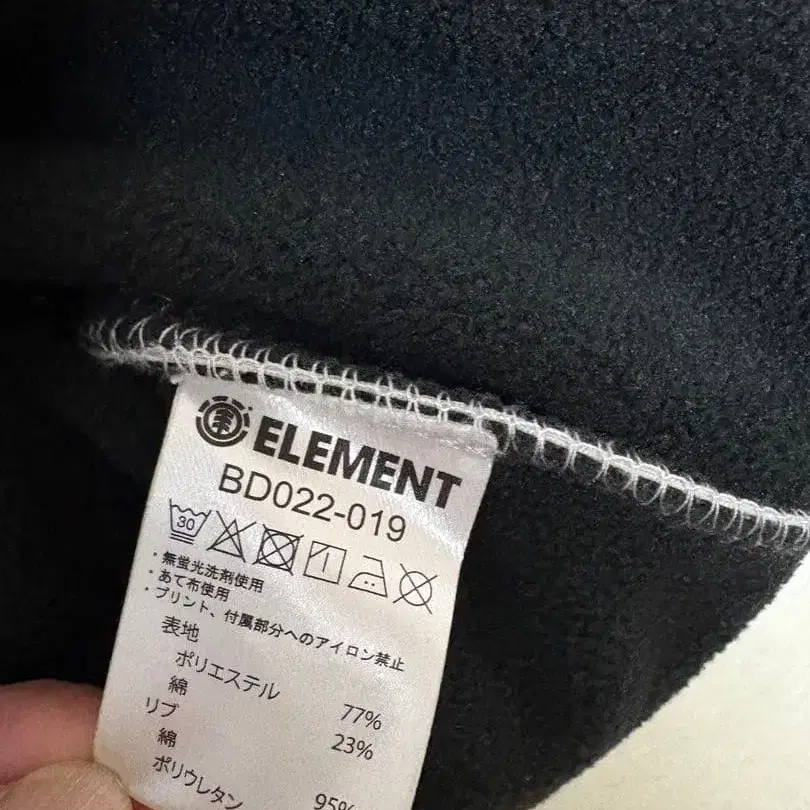 ELEMENT
BD022-019
30
・無蛍光洗剤使用
・あて布使用
・プリント、付属部分へのアイロン禁止
表地
ポリエステル 77%
綿 23%
リブ
綿 95%
ポリウレタン